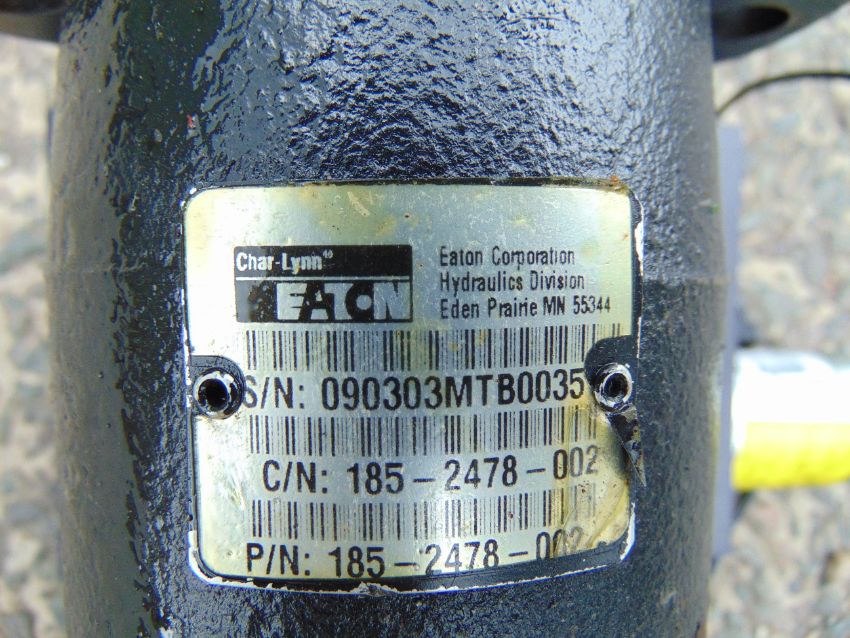 Char-Lynn®
EATON
Eaton Corporation
Hydraulics Division
Eden Prairie MN 55344
S/N: 090303MTB0035
C/N: 185-2478-002
P/N: 185-2478-002